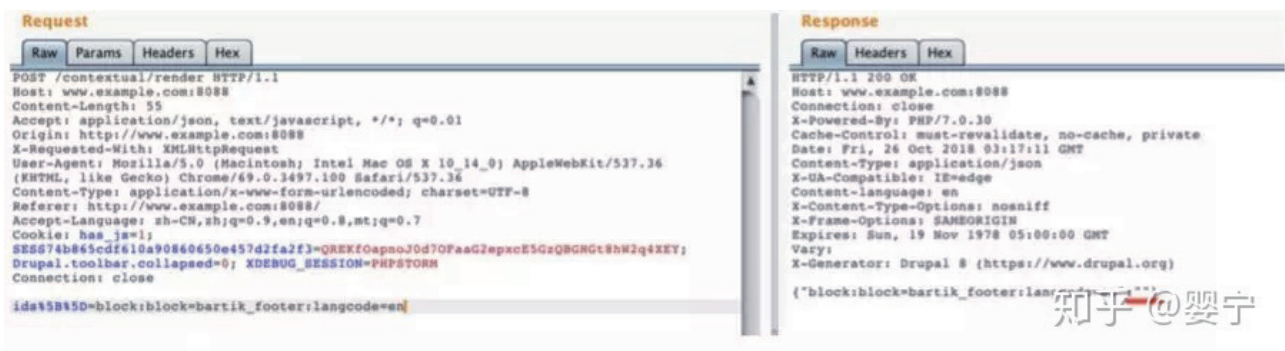 Request
Raw Params Headers Hex
POST /contextual/render HTTP/1.1
Host: www.example.com:8088
Content-Length: 55
Accept: application/json, text/javascript, */*; q=0.01
Origin: http://www.example.com:8088
X-Requested-With: XMLHttpRequest
User-Agent: Mozilla/5.0 (Macintosh; Intel Mac OS X 10_14_0) AppleWebKit/537.36
(KHTML, like Gecko) Chrome/69.0.3497.100 Safari/537.36
Content-Type: application/x-www-form-urlencoded; charset=UTF-8
Referer: http://www.example.com:8088/
Accept-Language: zh-CN,zh;q=0.9,en;q=0.8,mt;q=0.7
Cookie: has_js=1;
Drupal.toolbar.collapsed=0; XDEBUG_SESSION=PHPSTORM
Connection: close
ids%5B%5D=block:block=bartik_footer:langcode=en
Response
Raw Headers Hex
HTTP/1.1 200 OK
Host: www.example.com:8088
Connection: close
X-Powered-By: PHP/7.0.30
Cache-Control: must-revalidate, no-cache, private
Date: Fri, 26 Oct 2018 03:17:11 GMT
Content-Type: application/json
X-UA-Compatible: IE=edge
Content-language: en
X-Content-Type-Options: nosniff
X-Frame-Options: SAMEORIGIN
Expires: Sun, 19 Nov 1978 05:00:00 GMT
Vary:
X-Generator: Drupal 8 (https://www.drupal.org)
{"block:block=bartik_footer:
知乎 @婴宁